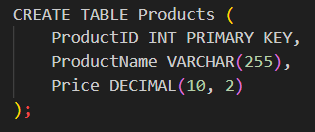 CREATE TABLE Products (
    ProductID INT PRIMARY KEY,
    ProductName VARCHAR(255),
    Price DECIMAL(10, 2)
);